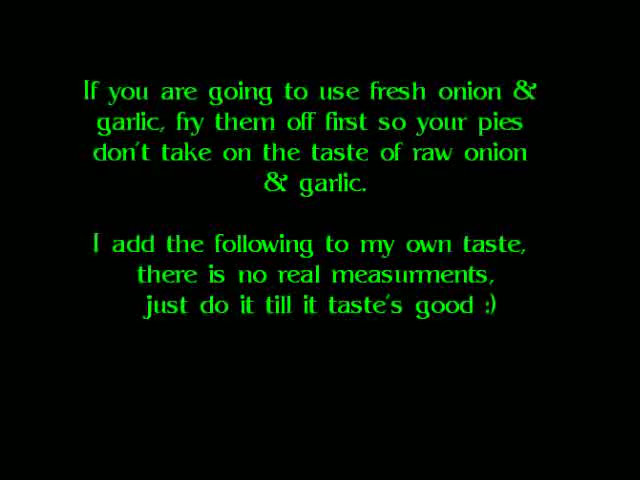 If you are going to use fresh onion &
garlic, fry them off first so your pies
don't take on the taste of raw onion
& garlic.
I add the following to my own taste,
there is no real measurments,
just do it till it taste's good :)